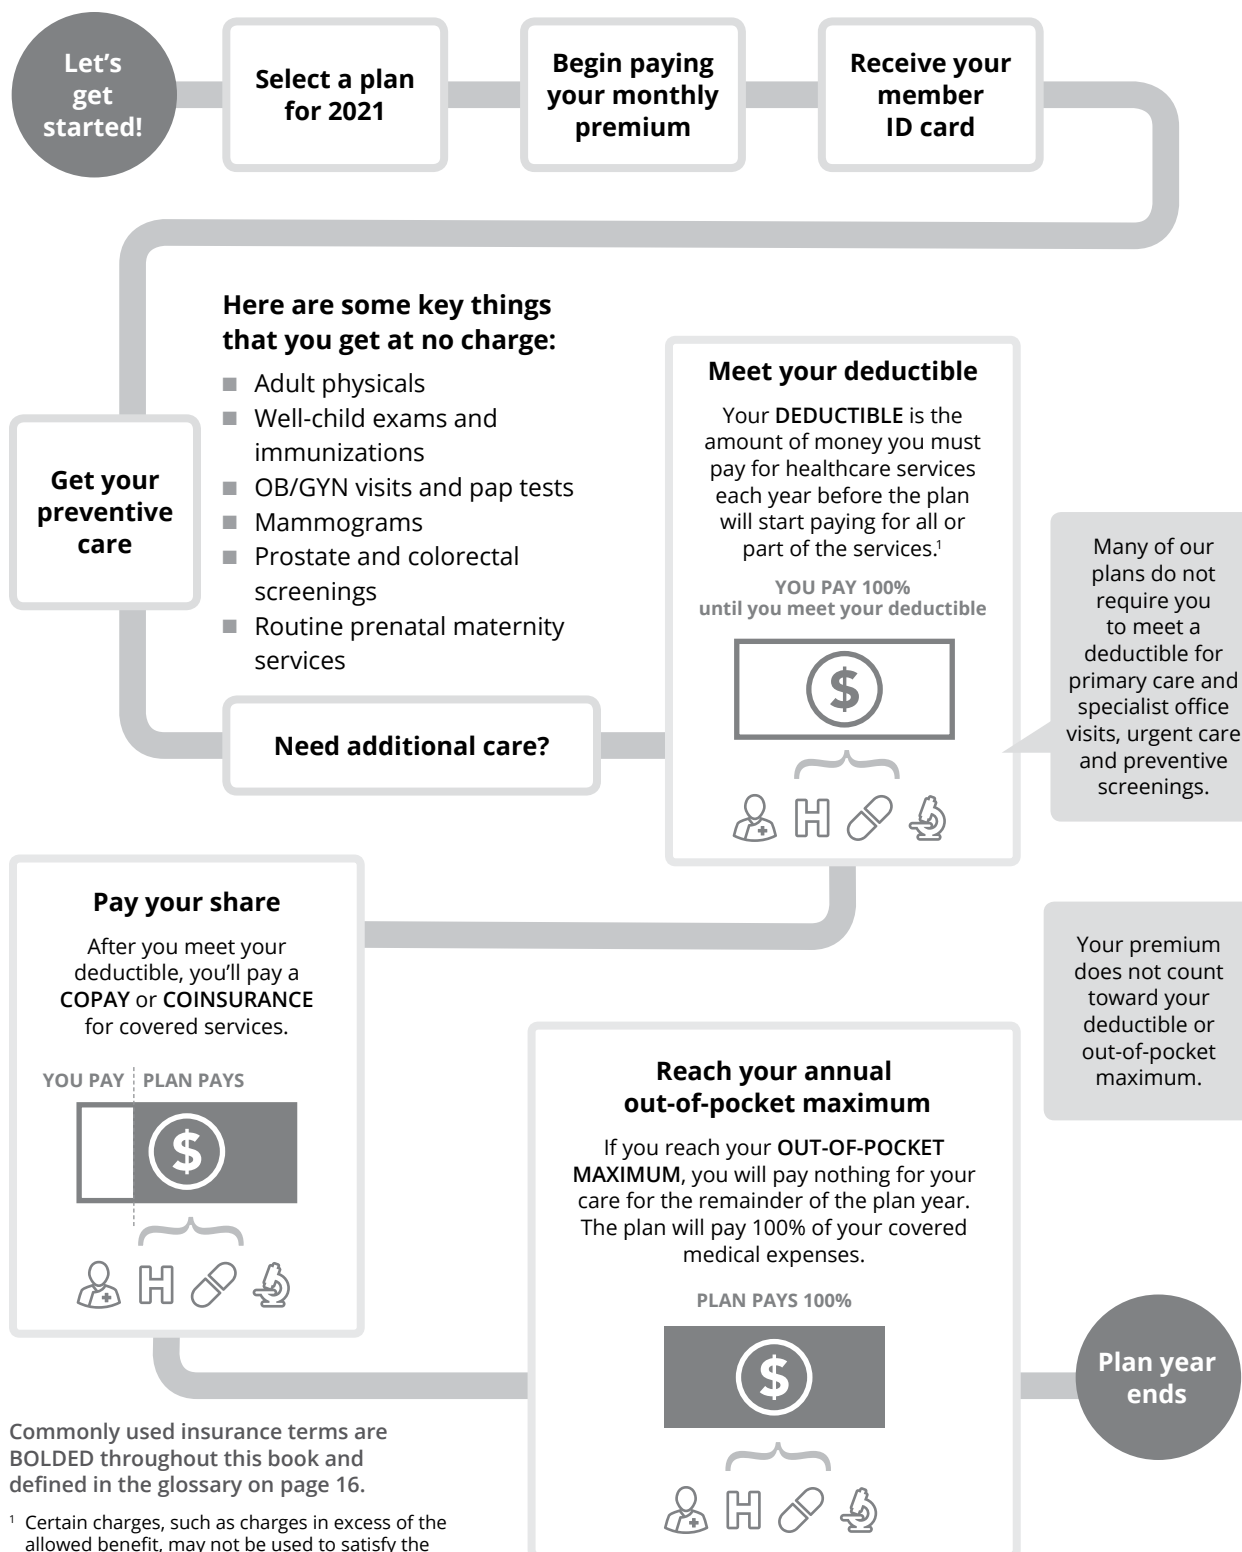 Let's
get
started!
Select a plan
for 2021
Begin paying
your monthly
premium
Receive your
member
ID card
Get your
preventive
care
Here are some key things
that you get at no charge:
■ Adult physicals
■ Well-child exams and
immunizations
■ OB/GYN visits and pap tests
■ Mammograms
■ Prostate and colorectal
screenings
■ Routine prenatal maternity
services
Need additional care?
Meet your deductible
Your DEDUCTIBLE is the
amount of money you must
pay for healthcare services
each year before the plan
will start paying for all or
part of the services.¹
YOU PAY 100%
until you meet your deductible
$
H
Many of our
plans do not
require you
to meet a
deductible for
primary care and
specialist office
visits, urgent care
and preventive
screenings.
Pay your share
After you meet your
deductible, you'll pay a
COPAY or COINSURANCE
for covered services.
YOU PAY PLAN PAYS
$
H
Your premium
does not count
toward your
deductible or
out-of-pocket
maximum.
Reach your annual
out-of-pocket maximum
If you reach your OUT-OF-POCKET
MAXIMUM, you will pay nothing for your
care for the remainder of the plan year.
The plan will pay 100% of your covered
medical expenses.
PLAN PAYS 100%
$
H
Plan year
ends
Commonly used insurance terms are
BOLDED throughout this book and
defined in the glossary on page 16.
¹ Certain charges, such as charges in excess of the
allowed benefit, may not be used to satisfy the